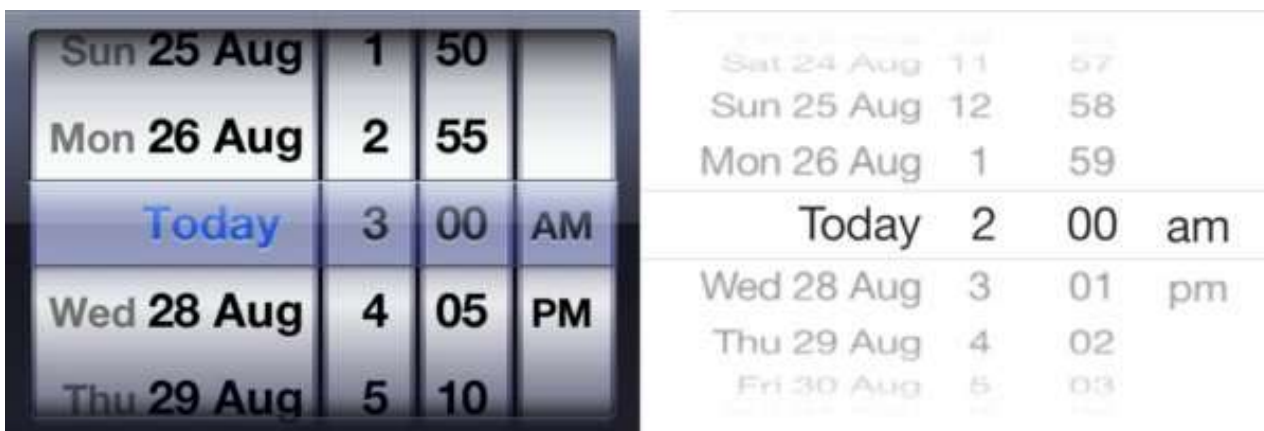 Sun 25 Aug 1 50
Mon 26 Aug 2 55
Today 3 00 AM
Wed 28 Aug 4 05 PM
Thu 29 Aug 5 10
Sat 24 Aug 11 57
Sun 25 Aug 12 58
Mon 26 Aug 1 59
Today 2 00 am
Wed 28 Aug 3 01 pm
Thu 29 Aug 4 02
Fri 30 Aug 5 03